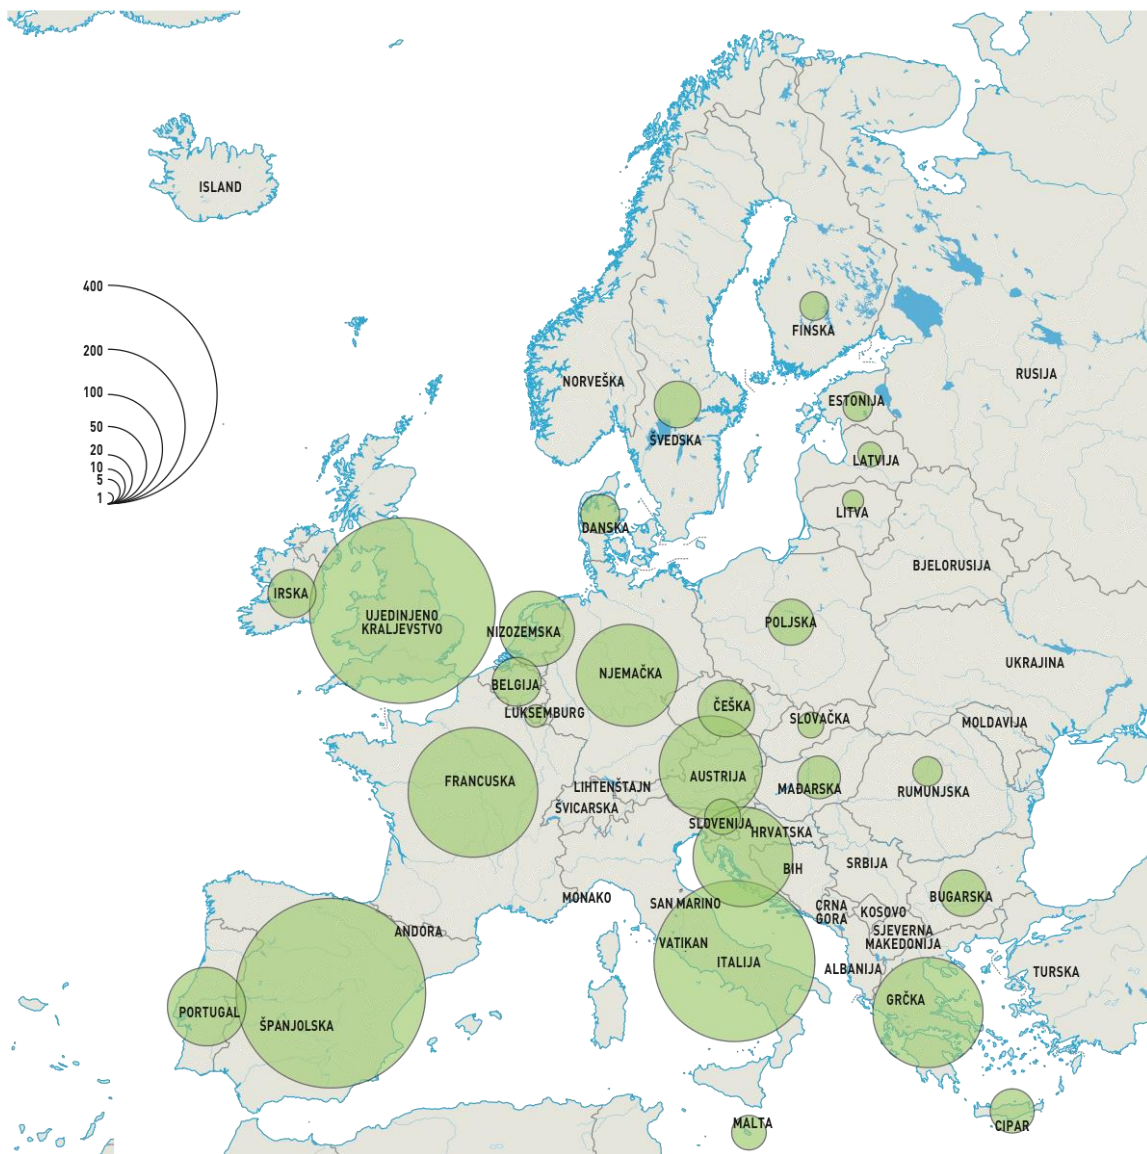 ISLAND
400
200
100
50
20
10
5
1
FINSKA
NORVEŠKA
RUSIJA
ESTONIJA
ŠVEDSKA
LATVIJA
LITVA
DANSKA
BJELORUSIJA
IRSKA
UJEDINJENO
KRALJEVSTVO
NIZOZEMSKA
POLJSKA
UKRAJINA
NJEMAČKA
BELGIJA
LUKSEMBURG
ČEŠKA
SLOVAČKA
MOLDAVIJA
FRANCUSKA
AUSTRIJA
LIHTENŠTAJN
MAĐARSKA
RUMUNJSKA
ŠVICARSKA
SLOVENIJA
HRVATSKA
BIH
SRBIJA
MONAKO
SAN MARINO
BUGARSKA
CRNA
GORA
KOSOVO
ANDORA
SJEVERNA
MAKEDONIJA
VATIKAN
ITALIJA
ALBANIJA
TURSKA
GRČKA
PORTUGAL
ŠPANJOLSKA
MALTA
CIPAR